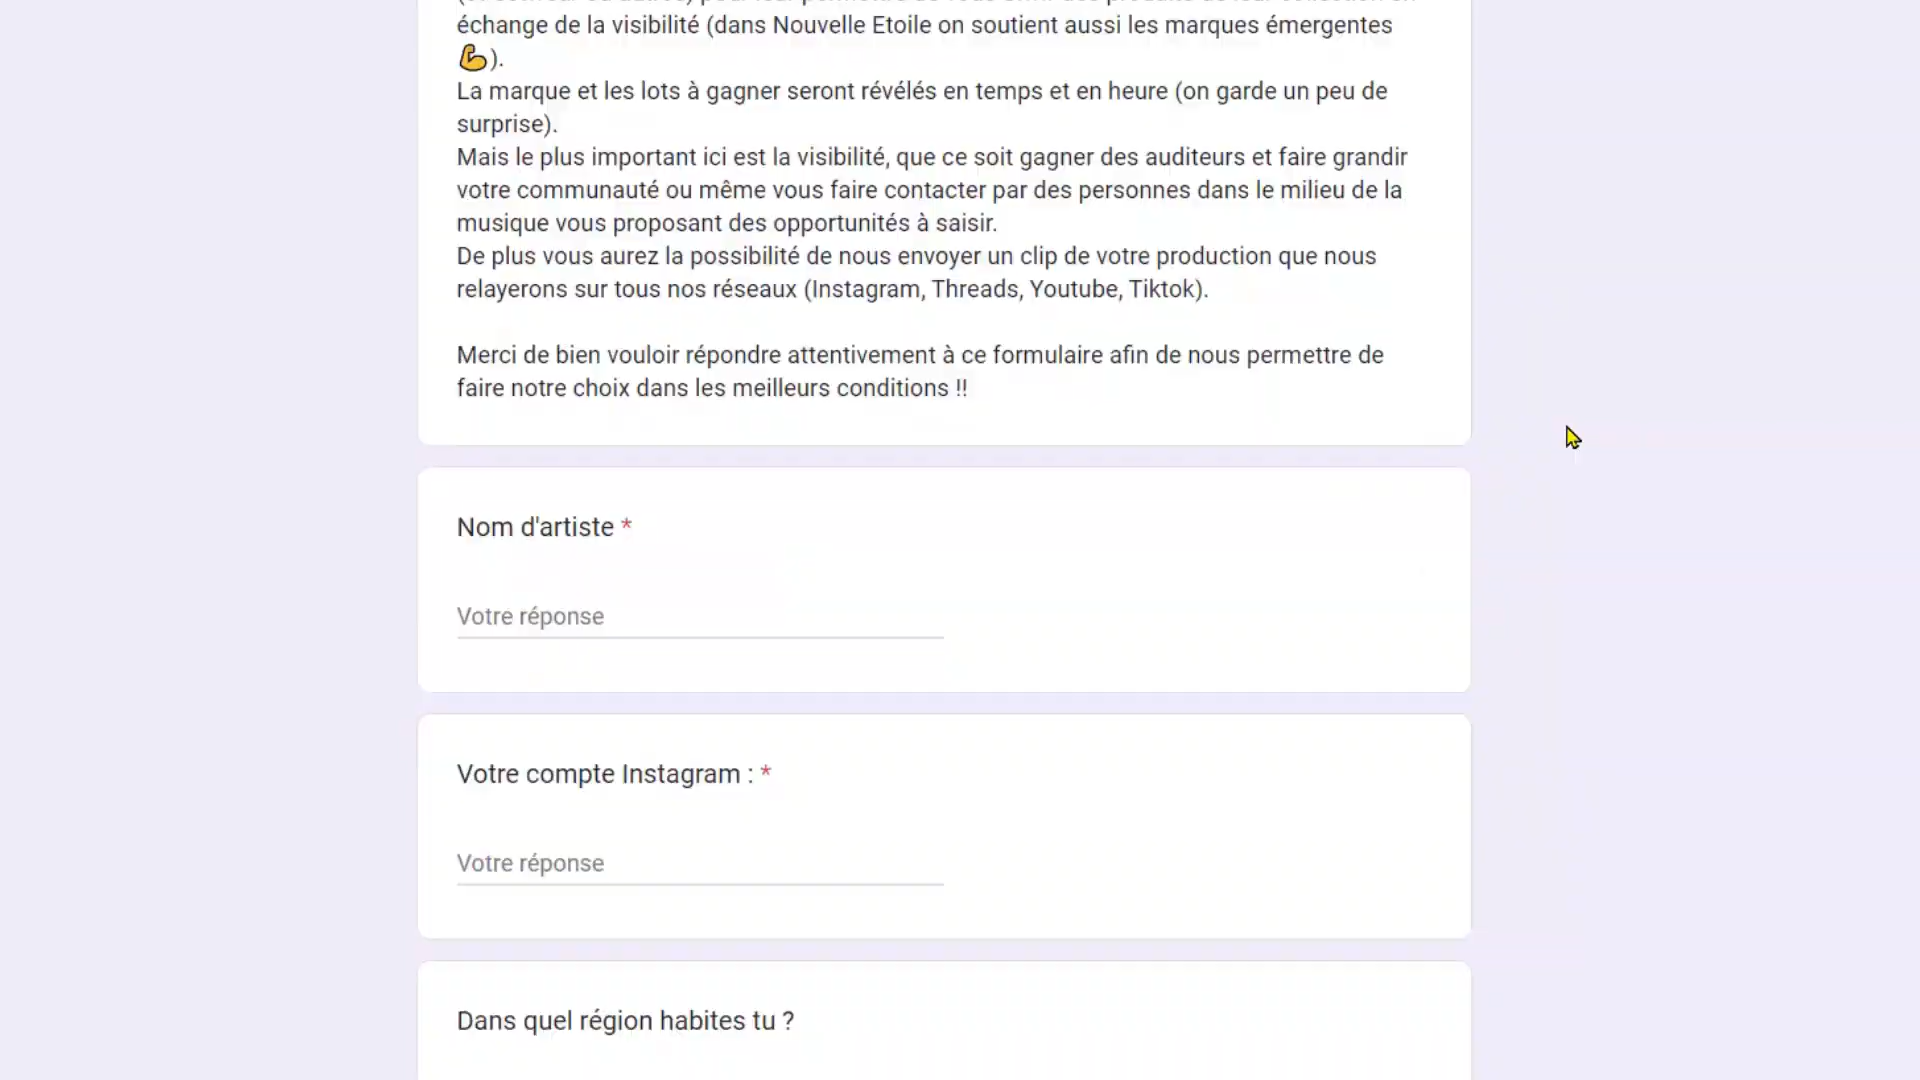 échange de la visibilité (dans Nouvelle Etoile on soutient aussi les marques émergentes
💪).
La marque et les lots à gagner seront révélés en temps et en heure (on garde un peu de
surprise).
Mais le plus important ici est la visibilité, que ce soit gagner des auditeurs et faire grandir
votre communauté ou même vous faire contacter par des personnes dans le milieu de la
musique vous proposant des opportunités à saisir.
De plus vous aurez la possibilité de nous envoyer un clip de votre production que nous
relayerons sur tous nos réseaux (Instagram, Threads, Youtube, Tiktok).
Merci de bien vouloir répondre attentivement à ce formulaire afin de nous permettre de
faire notre choix dans les meilleurs conditions !!
Nom d'artiste *
Votre réponse
Votre compte Instagram : *
Votre réponse
Dans quel région habites tu ?